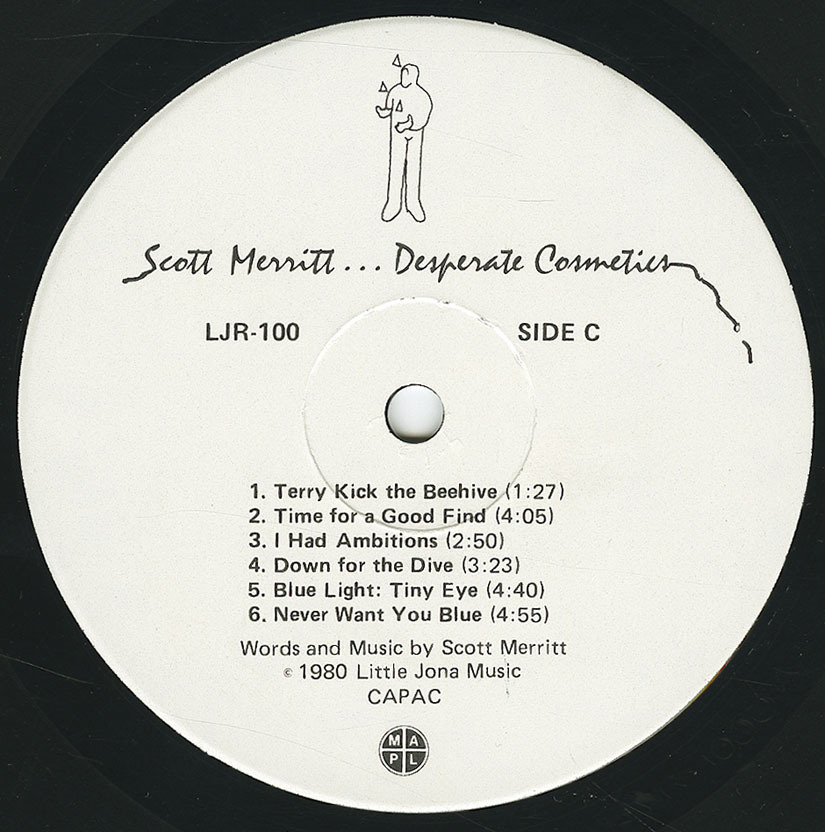 Scott Merritt... Desperate Cosmetics
LJR-100 SIDE C
1. Terry Kick the Beehive (1:27)
2. Time for a Good Find (4:05)
3. I Had Ambitions (2:50)
4. Down for the Dive (3:23)
5. Blue Light: Tiny Eye (4:40)
6. Never Want You Blue (4:55)
Words and Music by Scott Merritt
© 1980 Little Jona Music
CAPAC
M A
P L